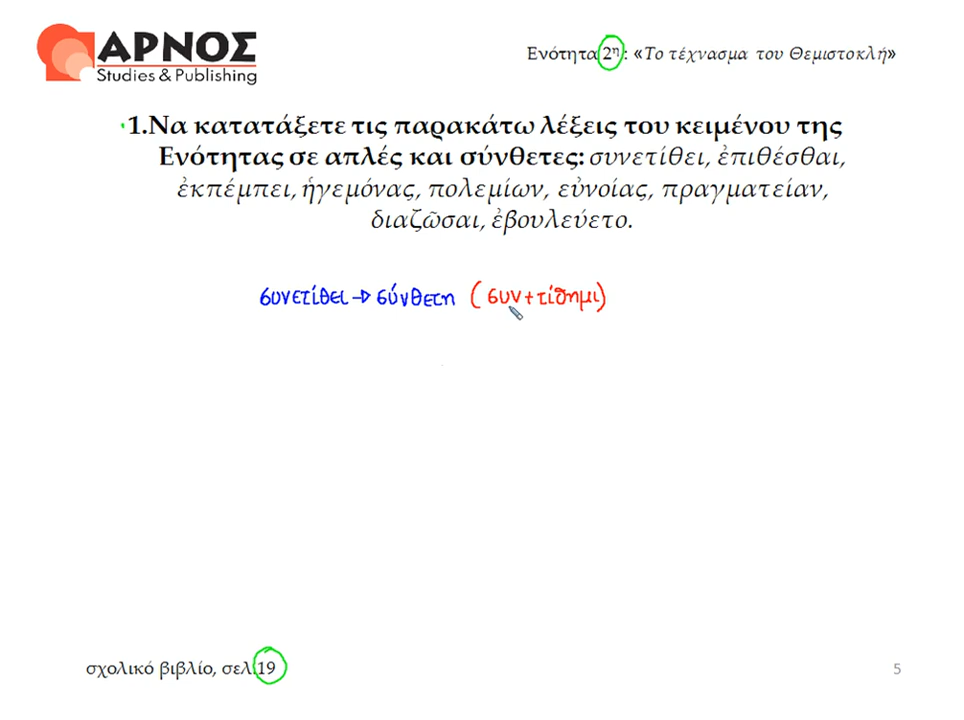 ΑΡΝΟΣ
Studies & Publishing
Ενότητα 2η: «Το τέχνασμα του Θεμιστοκλή»
1.Να κατατάξετε τις παρακάτω λέξεις του κειμένου της
Ενότητας σε απλές και σύνθετες: συνετίθει, ἐπιθέσθαι,
ἐκπέμπει, ἡγεμόνας, πολεμίων, εὐνοίας, πραγματείαν,
διαζῶσαι, ἐβουλεύετο.
συνετίθει → σύνθετη (συν+τίθημι)
σχολικό βιβλίο, σελ.19
5